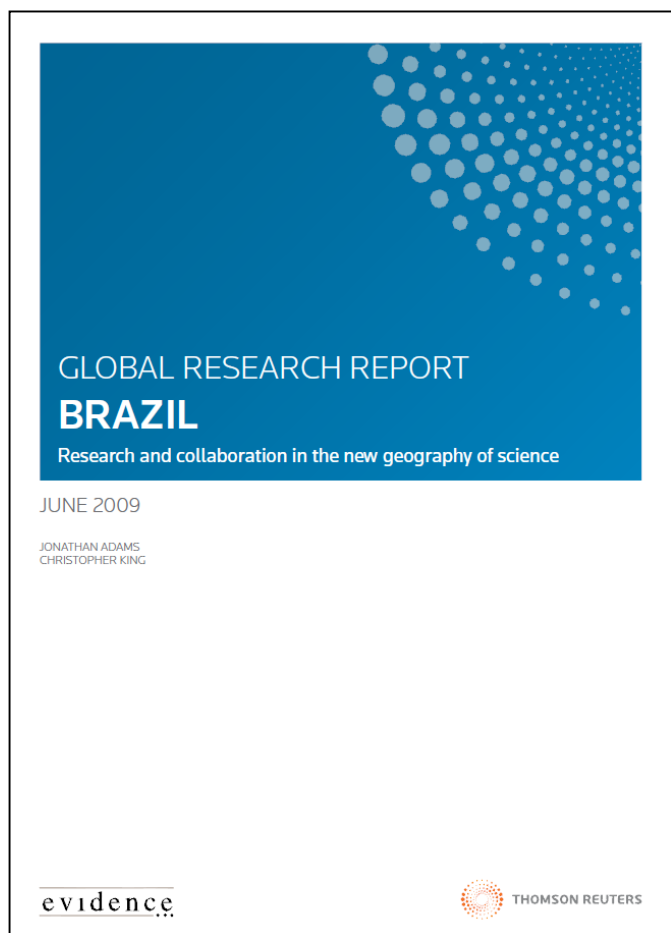 GLOBAL RESEARCH REPORT
BRAZIL
Research and collaboration in the new geography of science
JUNE 2009
JONATHAN ADAMS
CHRISTOPHER KING
evidence
THOMSON REUTERS